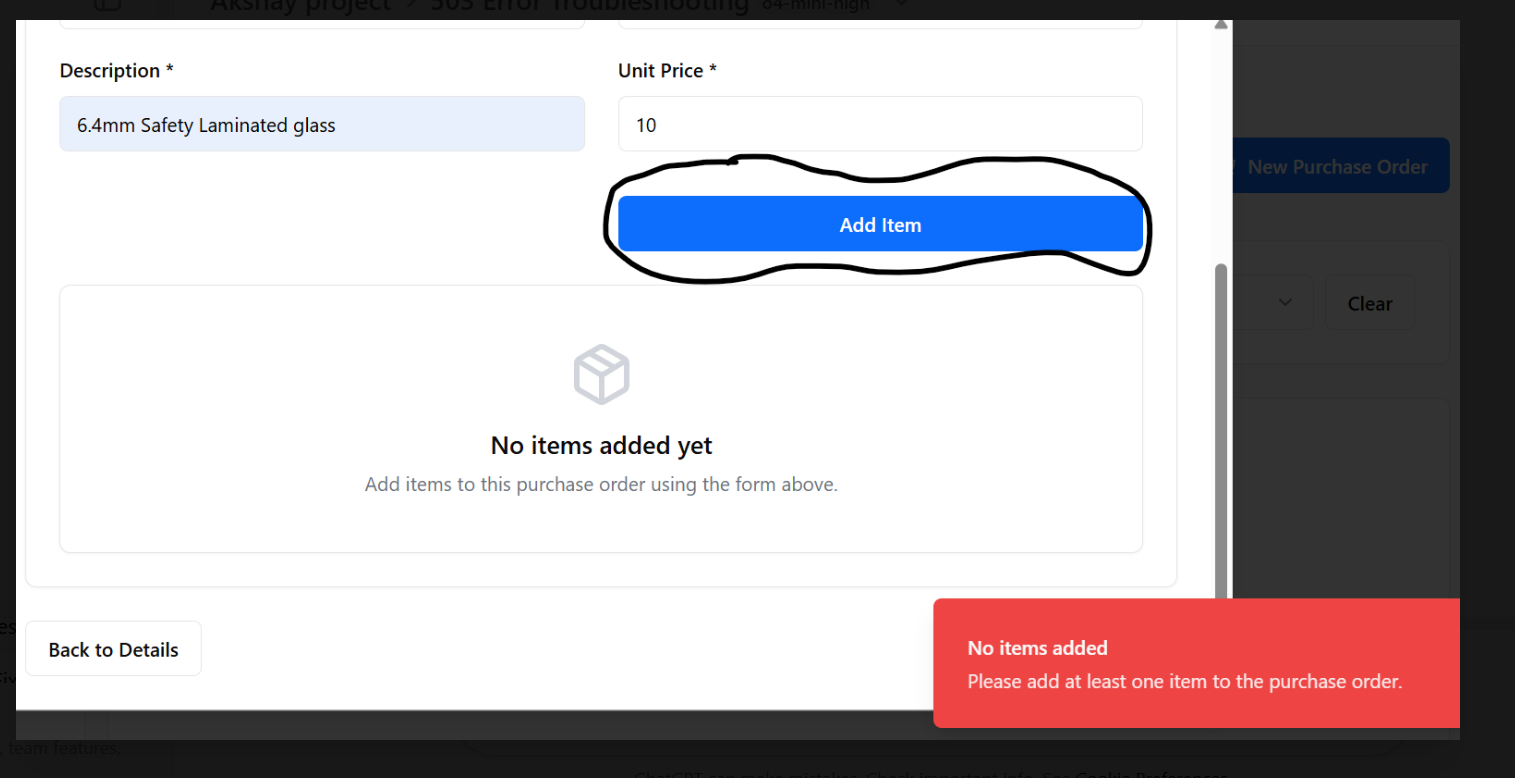 Akshay project > 503 Error Troubleshooting o4-mini-high
Description * Unit Price *
6.4mm Safety Laminated glass 10
New Purchase Order
Add Item
Clear
No items added yet
Add items to this purchase order using the form above.
Back to Details
No items added
Please add at least one item to the purchase order.
team features.
ChatGPT can make mistakes. Check important info. See Cookie Preferences